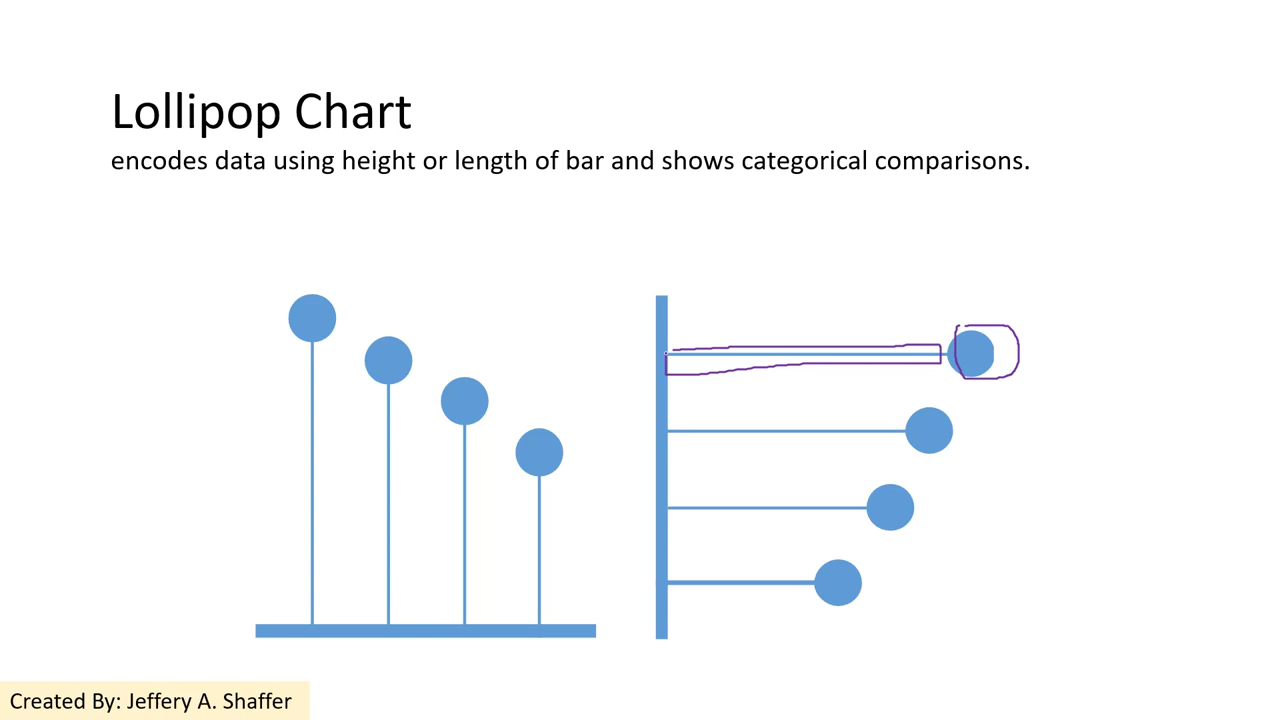 Lollipop Chart
encodes data using height or length of bar and shows categorical comparisons.
Created By: Jeffery A. Shaffer